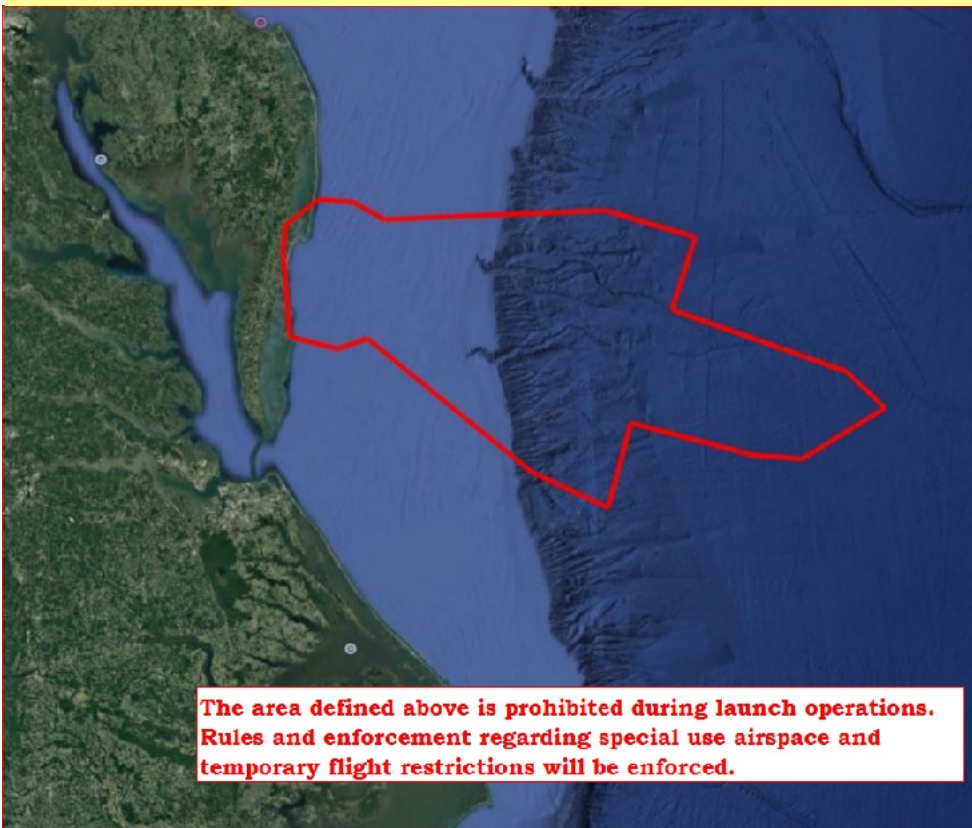 The area defined above is prohibited during launch operations.
Rules and enforcement regarding special use airspace and
temporary flight restrictions will be enforced.